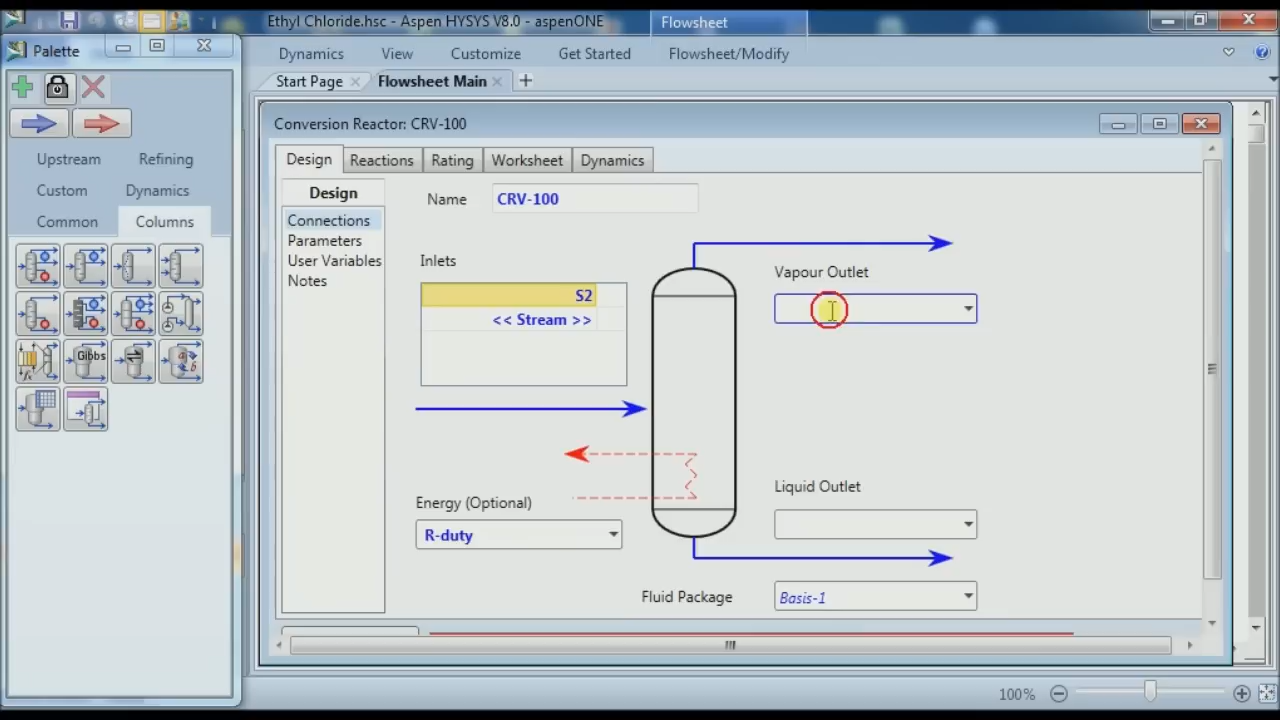 Ethyl Chloride.hsc - Aspen HYSYS V8.0 - aspenONE
Flowsheet
Palette
Dynamics View Customize Get Started Flowsheet/Modify
Start Page Flowsheet Main
Conversion Reactor: CRV-100
Upstream Refining
Custom Dynamics
Common Columns
Gibbs
Design Reactions Rating Worksheet Dynamics
Design
Connections
Parameters
User Variables
Notes
Name CRV-100
Inlets
S2
<< Stream >>
Vapour Outlet
Energy (Optional)
R-duty
Liquid Outlet
Fluid Package Basis-1
100%